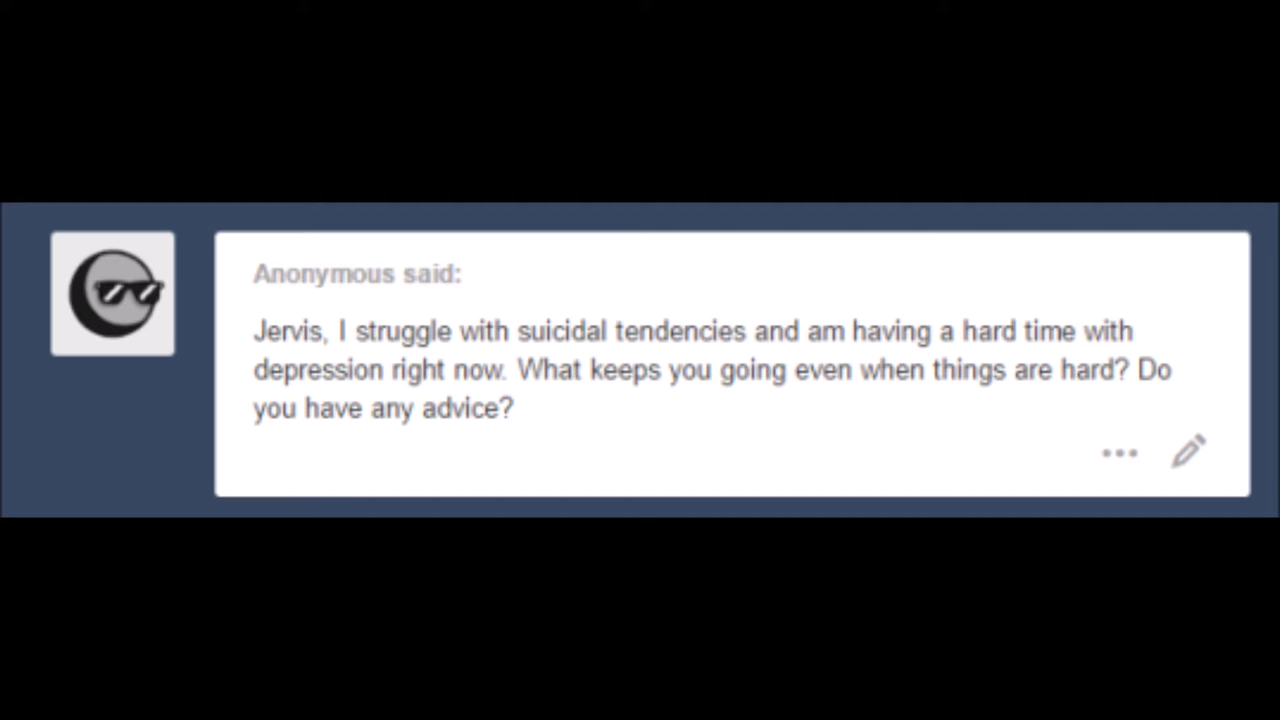 Anonymous said:
Jervis, I struggle with suicidal tendencies and am having a hard time with
depression right now. What keeps you going even when things are hard? Do
you have any advice?